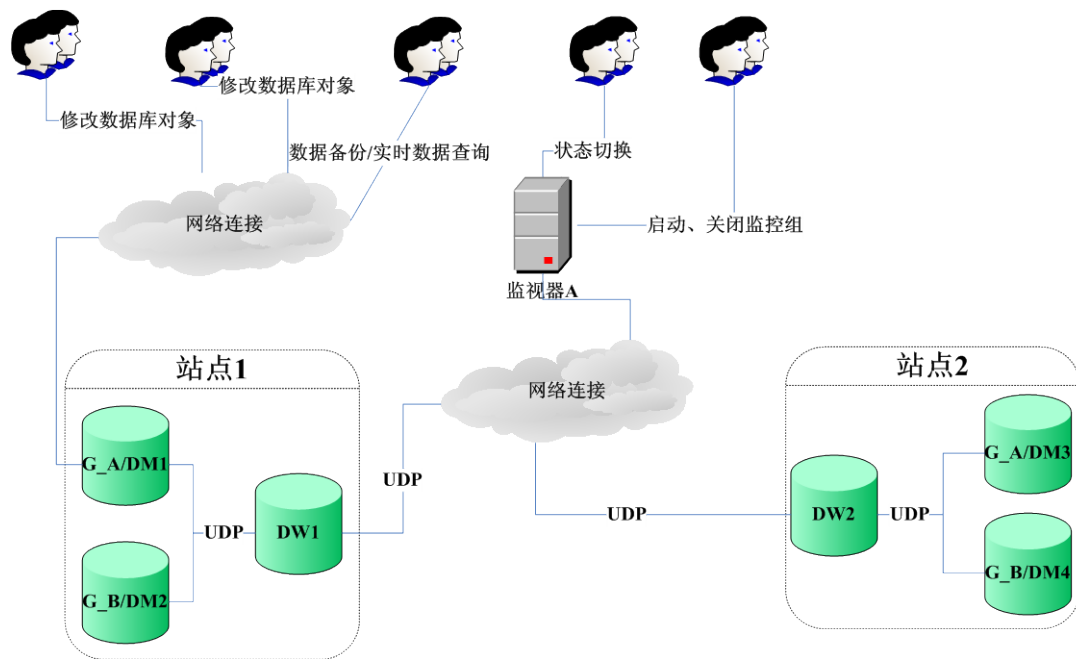 修改数据库对象
修改数据库对象
数据备份/实时数据查询
状态切换
网络连接
启动、关闭监控组
监视器A
站点1
站点2
网络连接
G_A/DM1
G_A/DM3
UDP
UDP
DW1
UDP
DW2
UDP
UDP
G_B/DM2
G_B/DM4